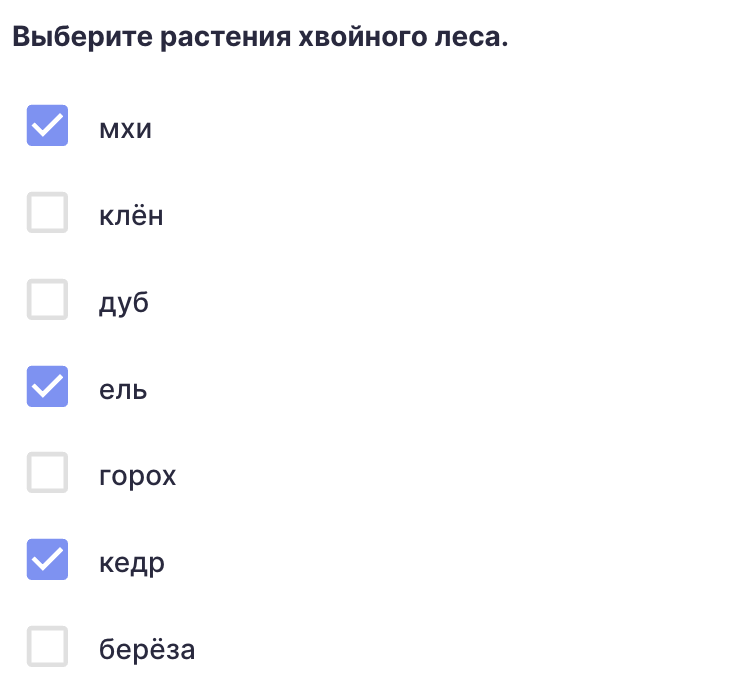 Выберите растения хвойного леса.
мхи
клён
дуб
ель
горох
кедр
берёза